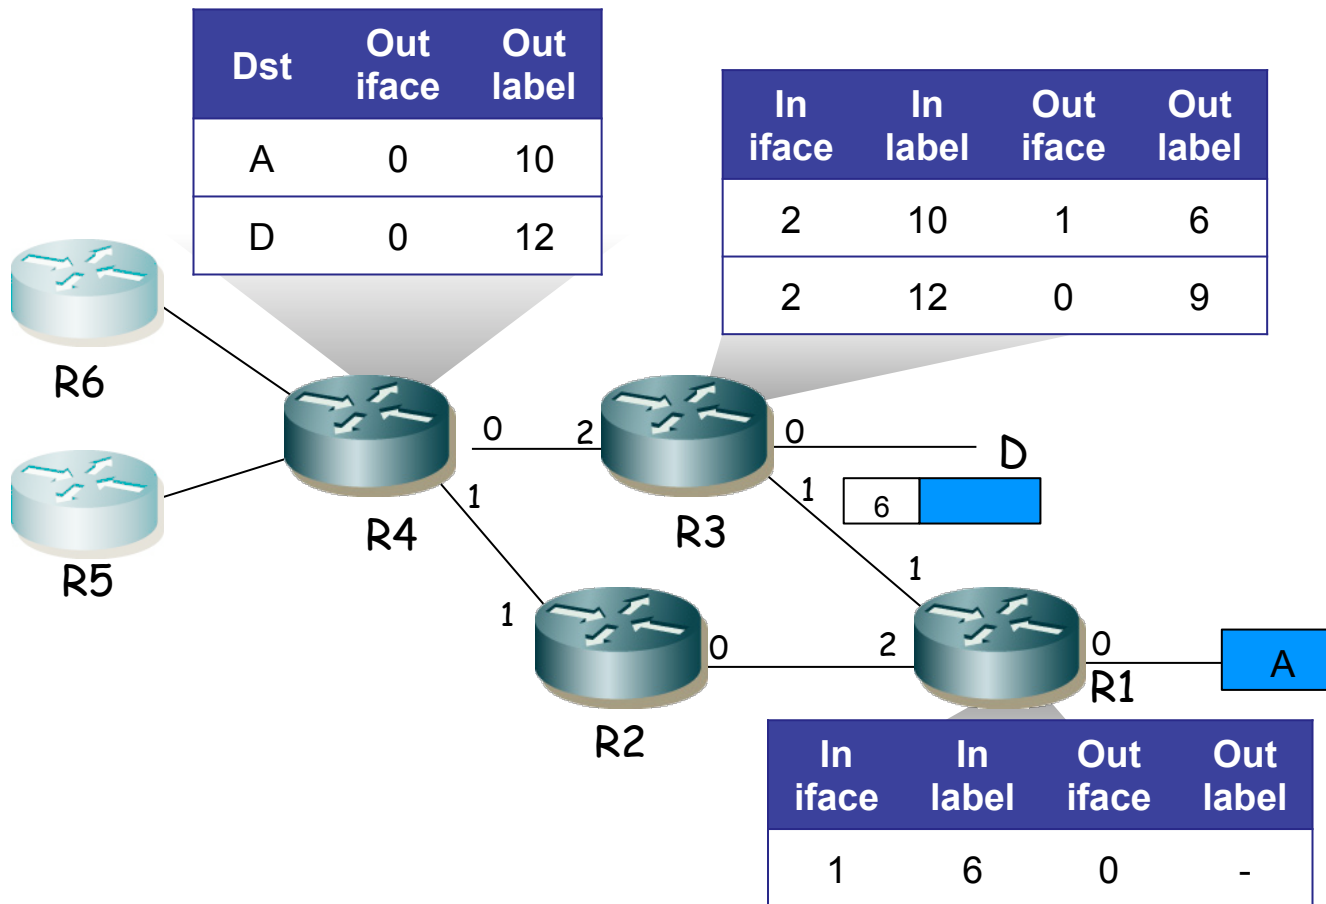 Dst Out iface Out label
A 0 10
D 0 12
In iface In label Out iface Out label
2 10 1 6
2 12 0 9
R6
R5
R4
0
1
2
R3
0
D
1
6
1
1
R2
0
2
0
R1
A
In iface In label Out iface Out label
1 6 0 -